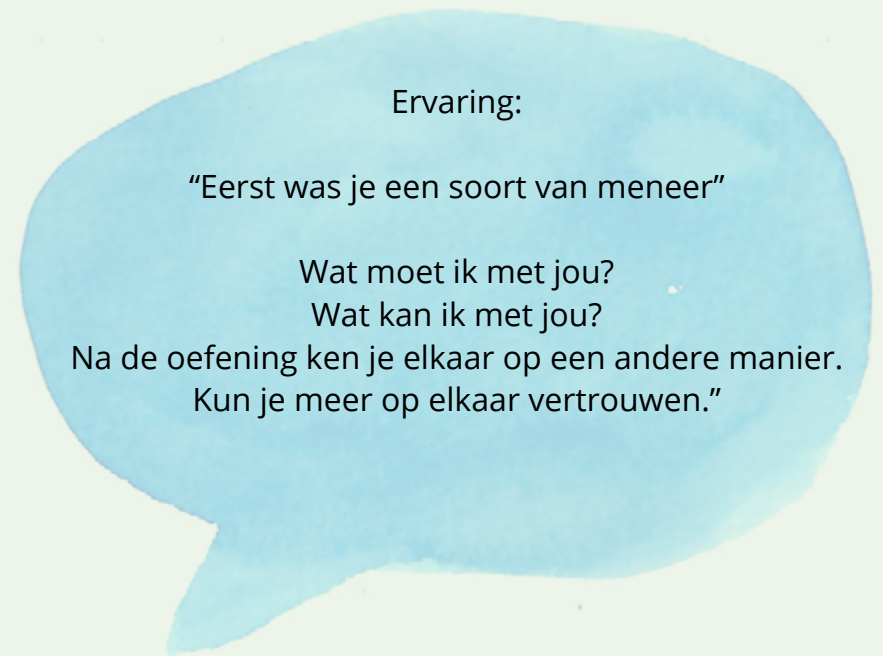 Ervaring:
“Eerst was je een soort van meneer”
Wat moet ik met jou?
Wat kan ik met jou?
Na de oefening ken je elkaar op een andere manier.
Kun je meer op elkaar vertrouwen.”